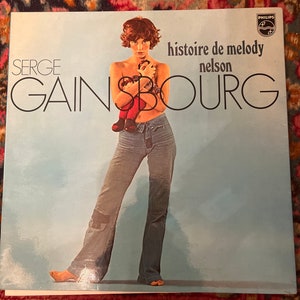 PHILIPS
histoire de melody
nelson
SERGE
GAINSBOURG